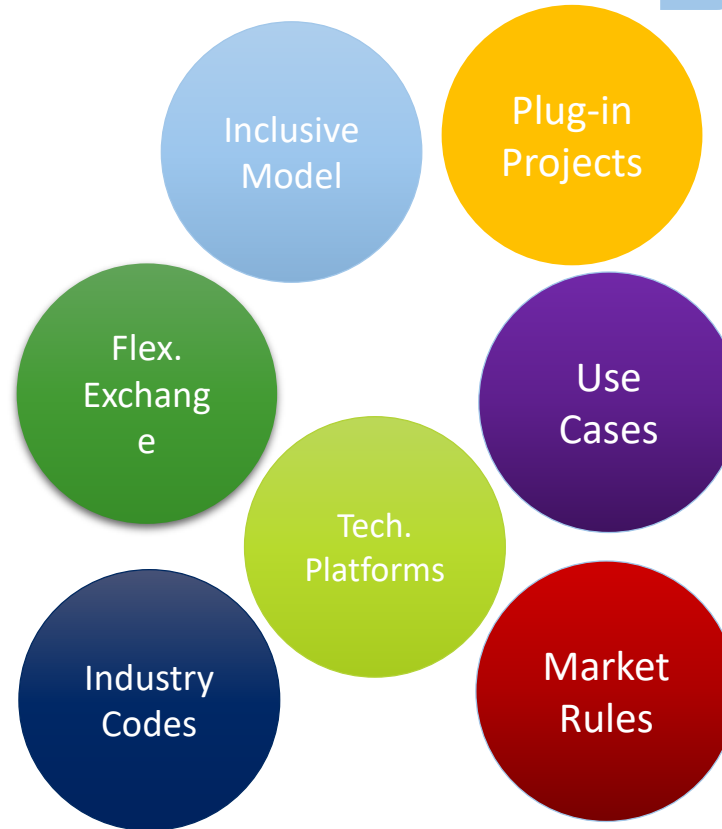 Inclusive
Model
Plug-in
Projects
Flex.
Exchang
e
Use
Cases
Tech.
Platforms
Industry
Codes
Market
Rules